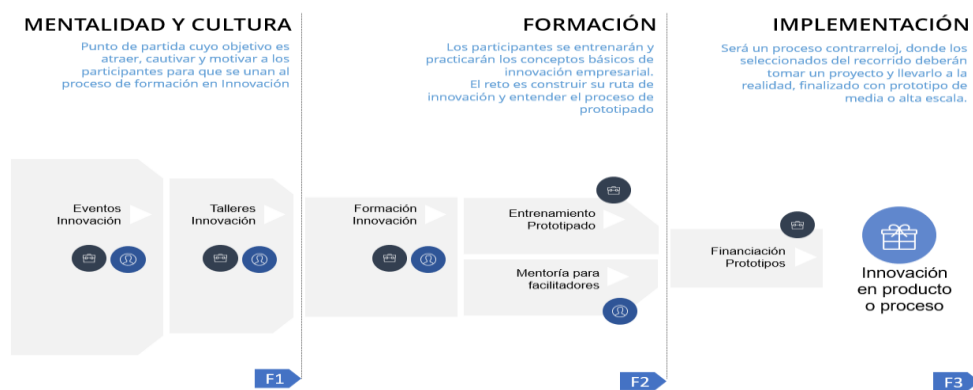 MENTALIDAD Y CULTURA
Punto de partida cuyo objetivo es
atraer, cautivar y motivar a los
participantes para que se unan al
proceso de formación en Innovación
Eventos
Innovación
Talleres
Innovación
F1
FORMACIÓN
Los participantes se entrenarán y
practicarán los conceptos básicos de
innovación empresarial.
El reto es construir su ruta de
innovación y entender el proceso de
prototipado
Formación
Innovación
Entrenamiento
Prototipado
Mentoría para
facilitadores
F2
IMPLEMENTACIÓN
Será un proceso contrarreloj, donde los
seleccionados del recorrido deberán
tomar un proyecto y llevarlo a la
realidad, finalizado con prototipo de
media o alta escala.
Financiación
Prototipos
Innovación
en producto
o proceso
F3